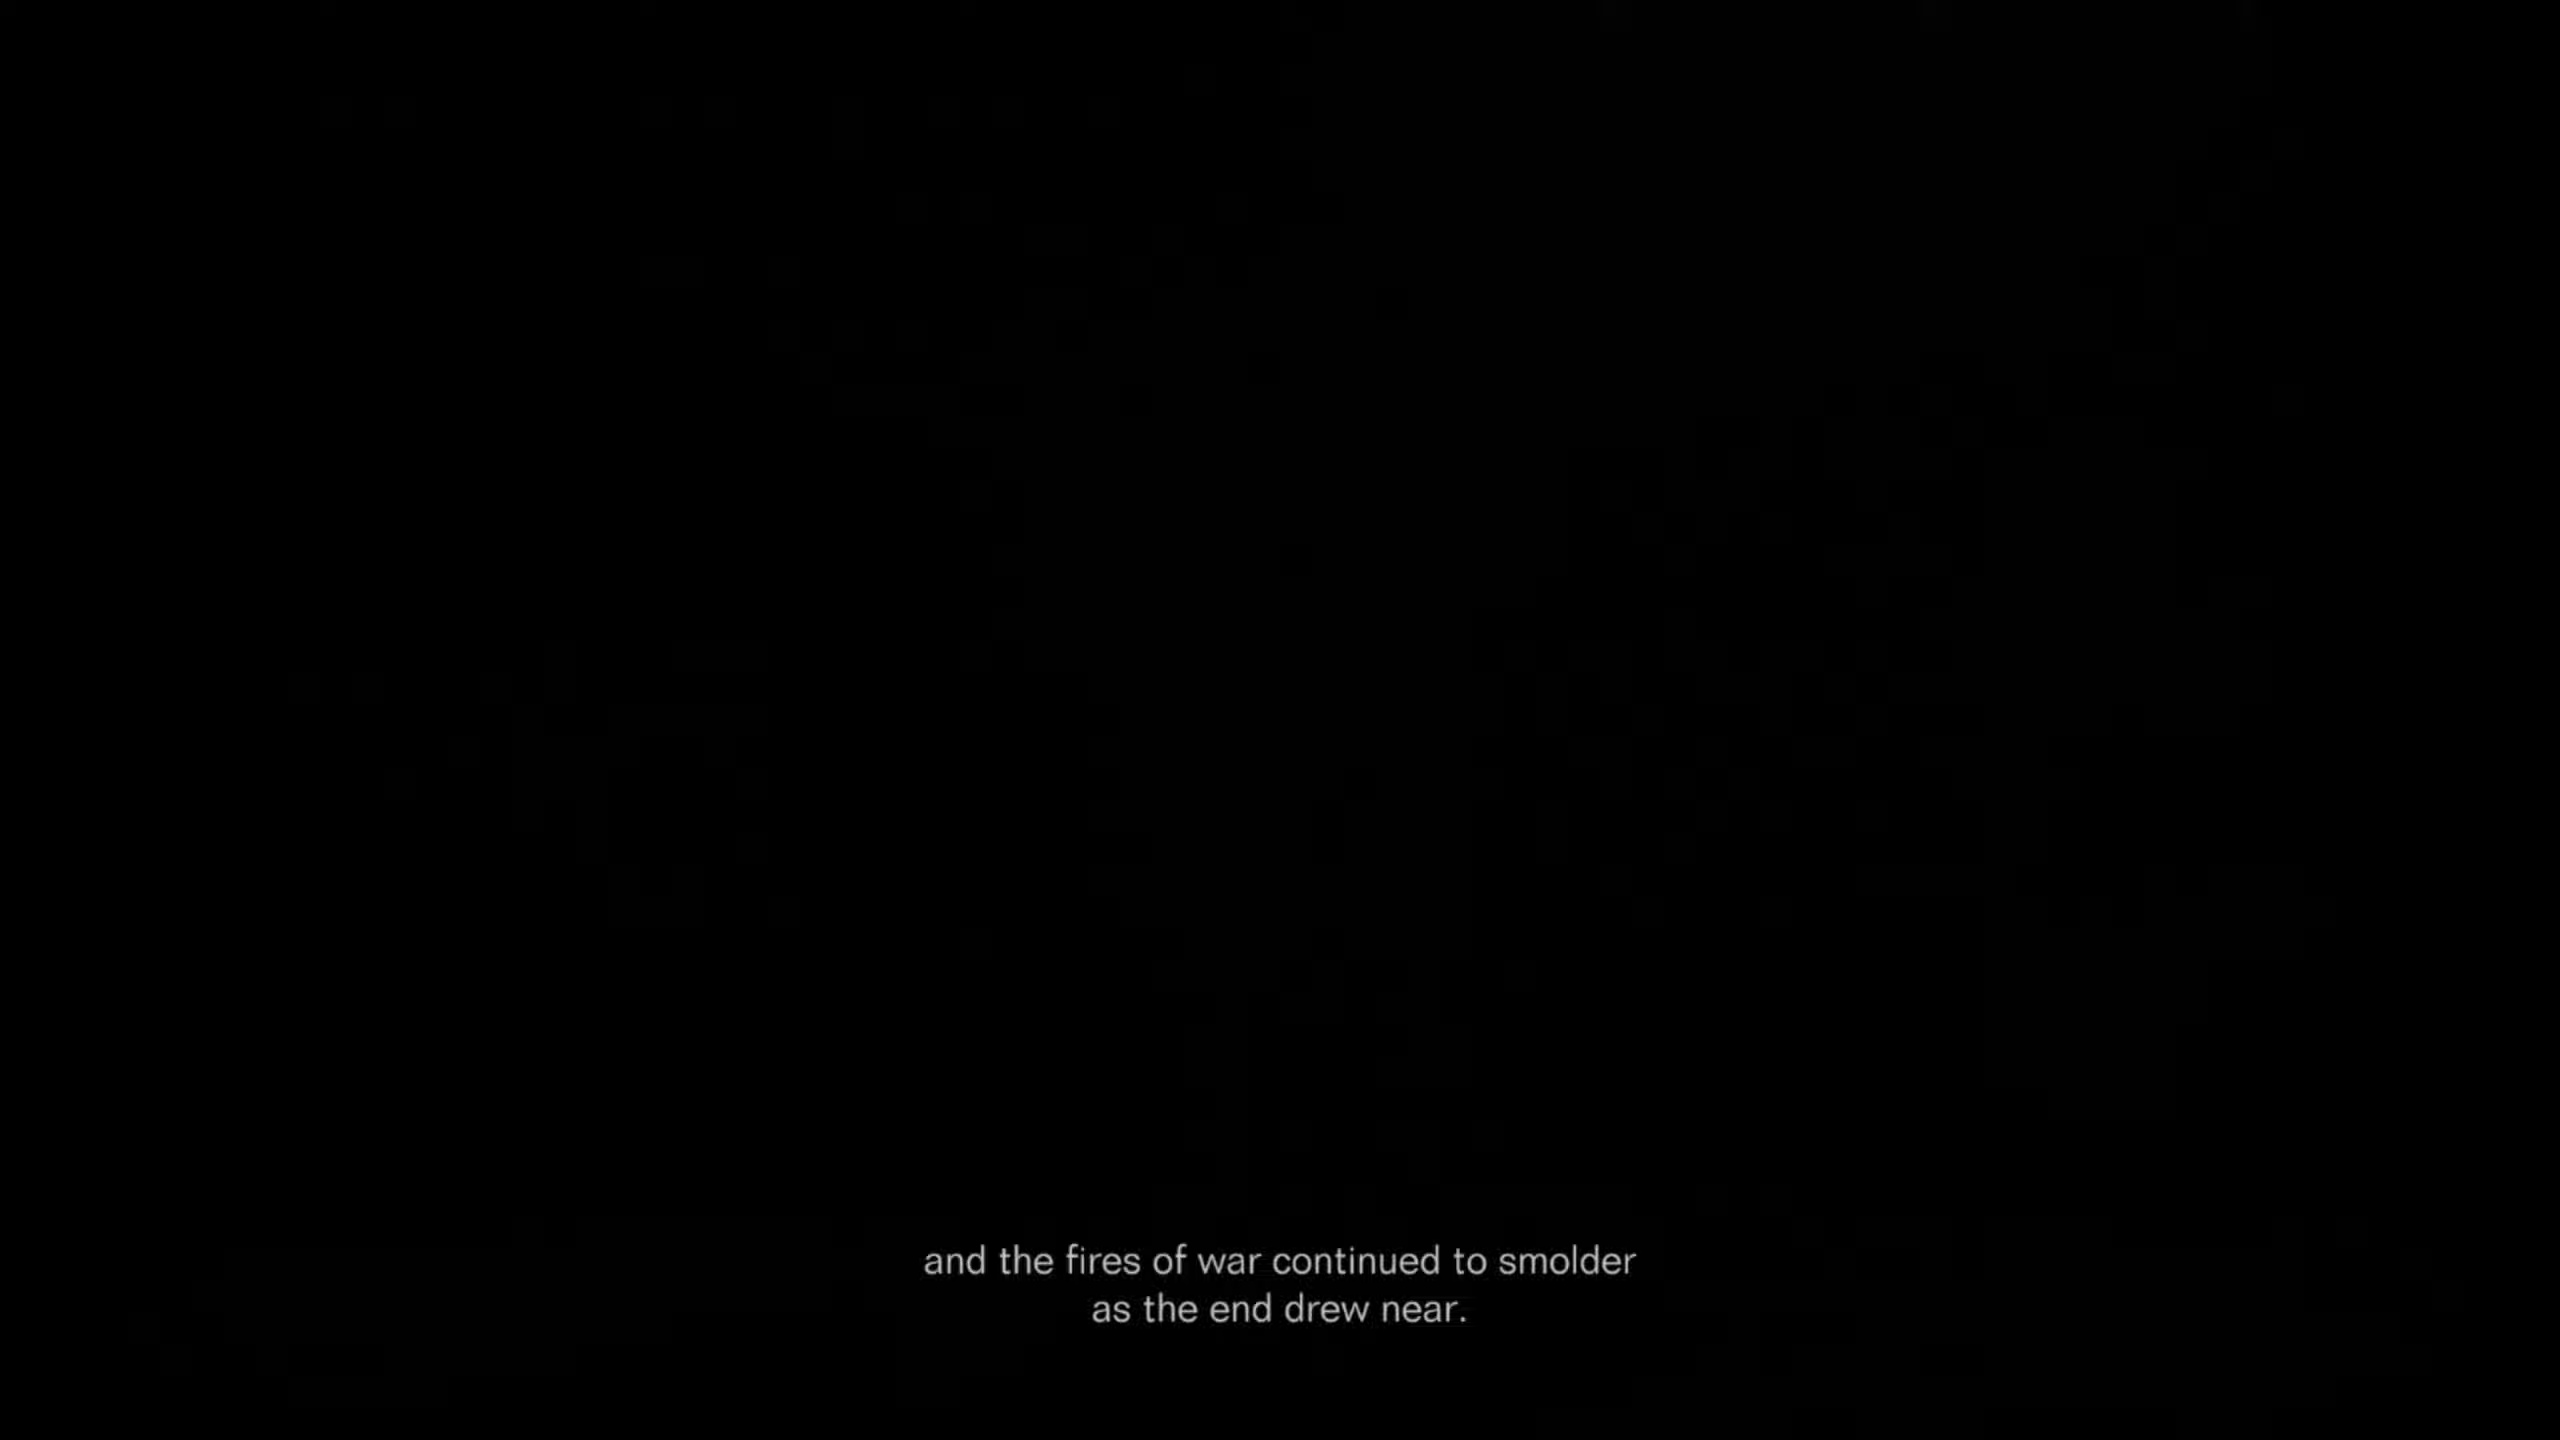 and the fires of war continued to smolder
as the end drew near.